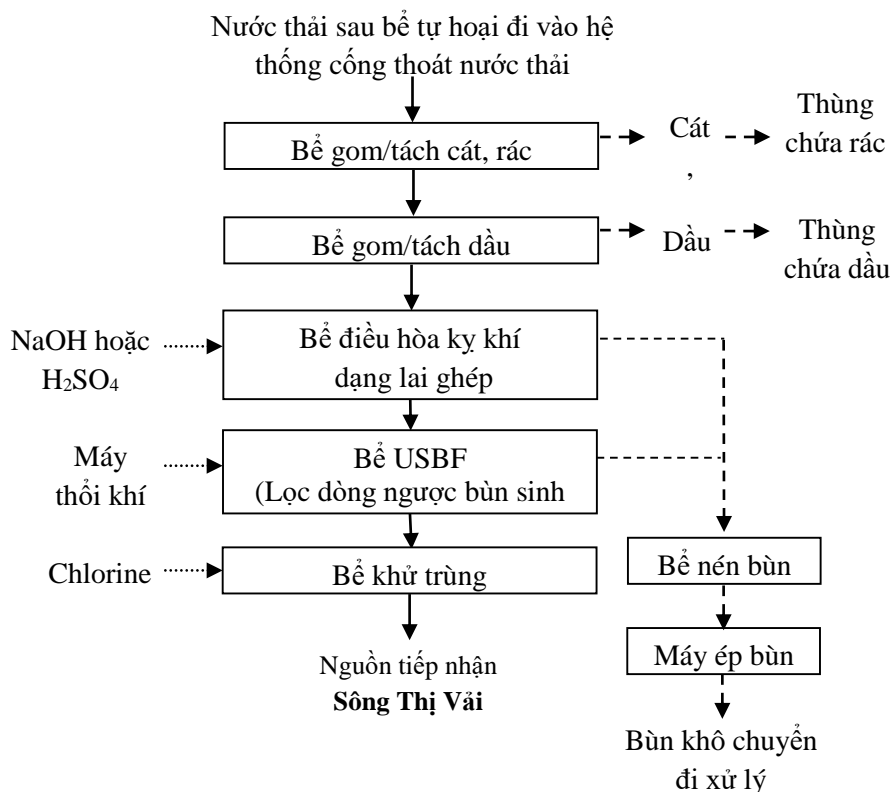 Nước thải sau bể tự hoại đi vào hệ
thống cống thoát nước thải
Bể gom/tách cát, rác
Cát
,
Thùng
chứa rác
Bể gom/tách dầu
Dầu
Thùng
chứa dầu
NaOH hoặc
H₂SO₄
Bể điều hòa kỵ khí
dạng lai ghép
Máy
thổi khí
Bể USBF
(Lọc dòng ngược bùn sinh
Chlorine
Bể khử trùng
Bể nén bùn
Máy ép bùn
Nguồn tiếp nhận
Sông Thị Vải
Bùn khô chuyển
đi xử lý